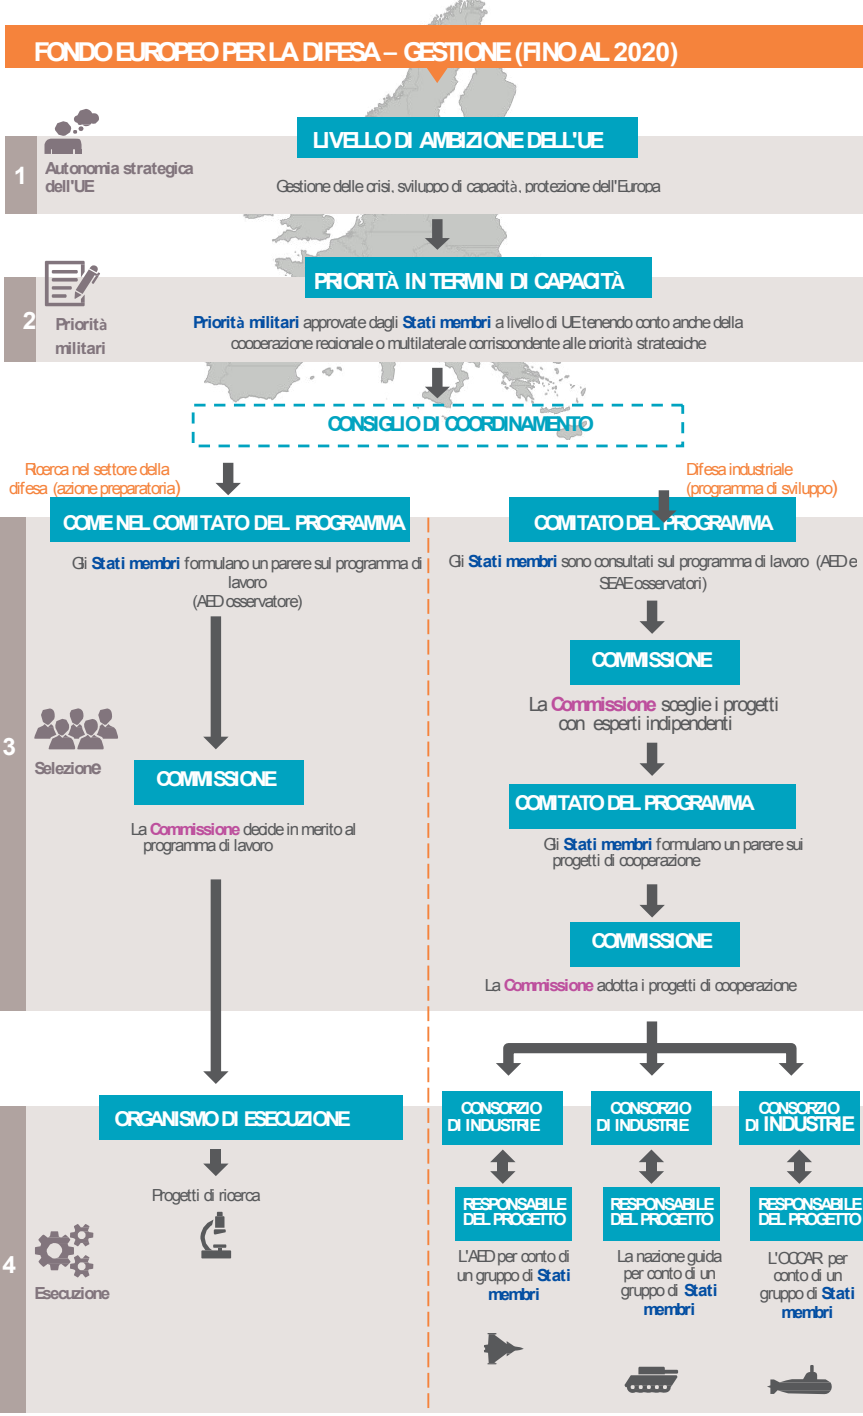 FONDO EUROPEO PER LA DIFESA – GESTIONE (FINO AL 2020)
LIVELLO DI AMBIZIONE DELL'UE
1
Autonomia strategica
dell'UE
Gestione delle crisi, sviluppo di capacità, protezione dell'Europa
PRIORITÀ IN TERMINI DI CAPACITÀ
2
Priorità
militari
Priorità militari approvate dagli Stati membri a livello di UE tenendo conto anche della
cooperazione regionale o multilaterale corrispondente alle priorità strategiche
CONSIGLIO DI COORDINAMENTO
Ricerca nel settore della
difesa (azione preparatoria)
Difesa industriale
(programma di sviluppo)
3
Selezione
COME NEL COMITATO DEL PROGRAMMA
Gli Stati membri formulano un parere sul programma di
lavoro
(AED osservatore)
COMMISSIONE
La Commissione decide in merito al
programma di lavoro
COMITATO DEL PROGRAMMA
Gli Stati membri sono consultati sul programma di lavoro (AED e
SEAE osservatori)
COMMISSIONE
La Commissione sceglie i progetti
con esperti indipendenti
COMITATO DEL PROGRAMMA
Gli Stati membri formulano un parere sui
progetti di cooperazione
COMMISSIONE
La Commissione adotta i progetti di cooperazione
4
Esecuzione
ORGANISMO DI ESECUZIONE
Progetti di ricerca
CONSORZIO
DI INDUSTRIE
RESPONSABILE
DEL PROGETTO
L'AED per conto di
un gruppo di Stati
membri
CONSORZIO
DI INDUSTRIE
RESPONSABILE
DEL PROGETTO
La nazione guida
per conto di un
gruppo di Stati
membri
CONSORZIO
DI INDUSTRIE
RESPONSABILE
DEL PROGETTO
L'OCCAR per
conto di un
gruppo di Stati
membri